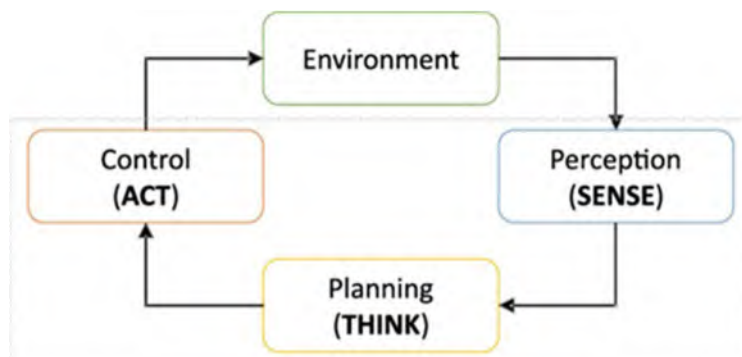 Environment
Control
(ACT)
Perception
(SENSE)
Planning
(THINK)